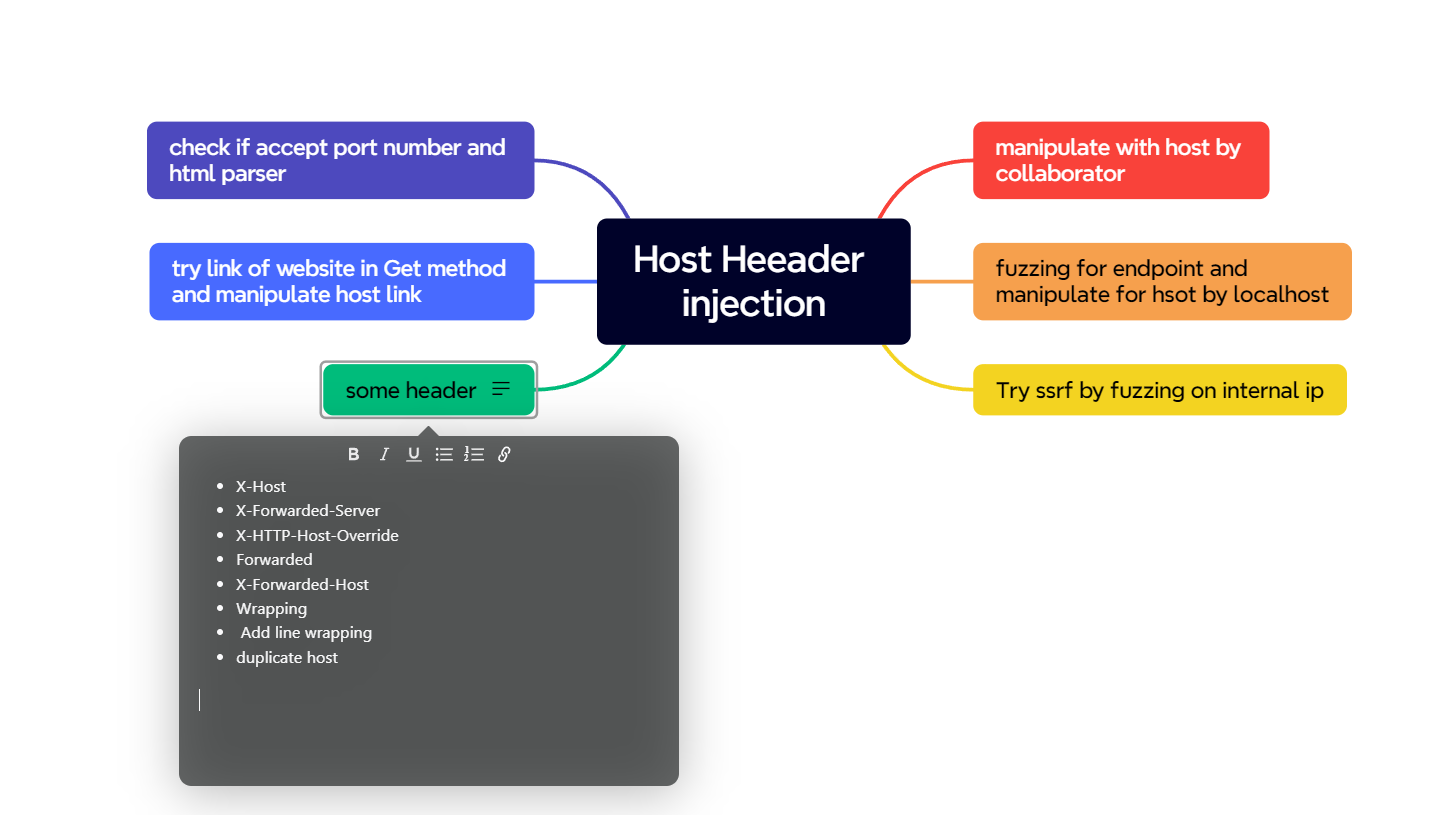 check if accept port number and
html parser
try link of website in Get method
and manipulate host link
some header
Host Heeader
injection
manipulate with host by
collaborator
fuzzing for endpoint and
manipulate for hsot by localhost
Try ssrf by fuzzing on internal ip
B I U
X-Host
X-Forwarded-Server
X-HTTP-Host-Override
Forwarded
X-Forwarded-Host
Wrapping
Add line wrapping
duplicate host